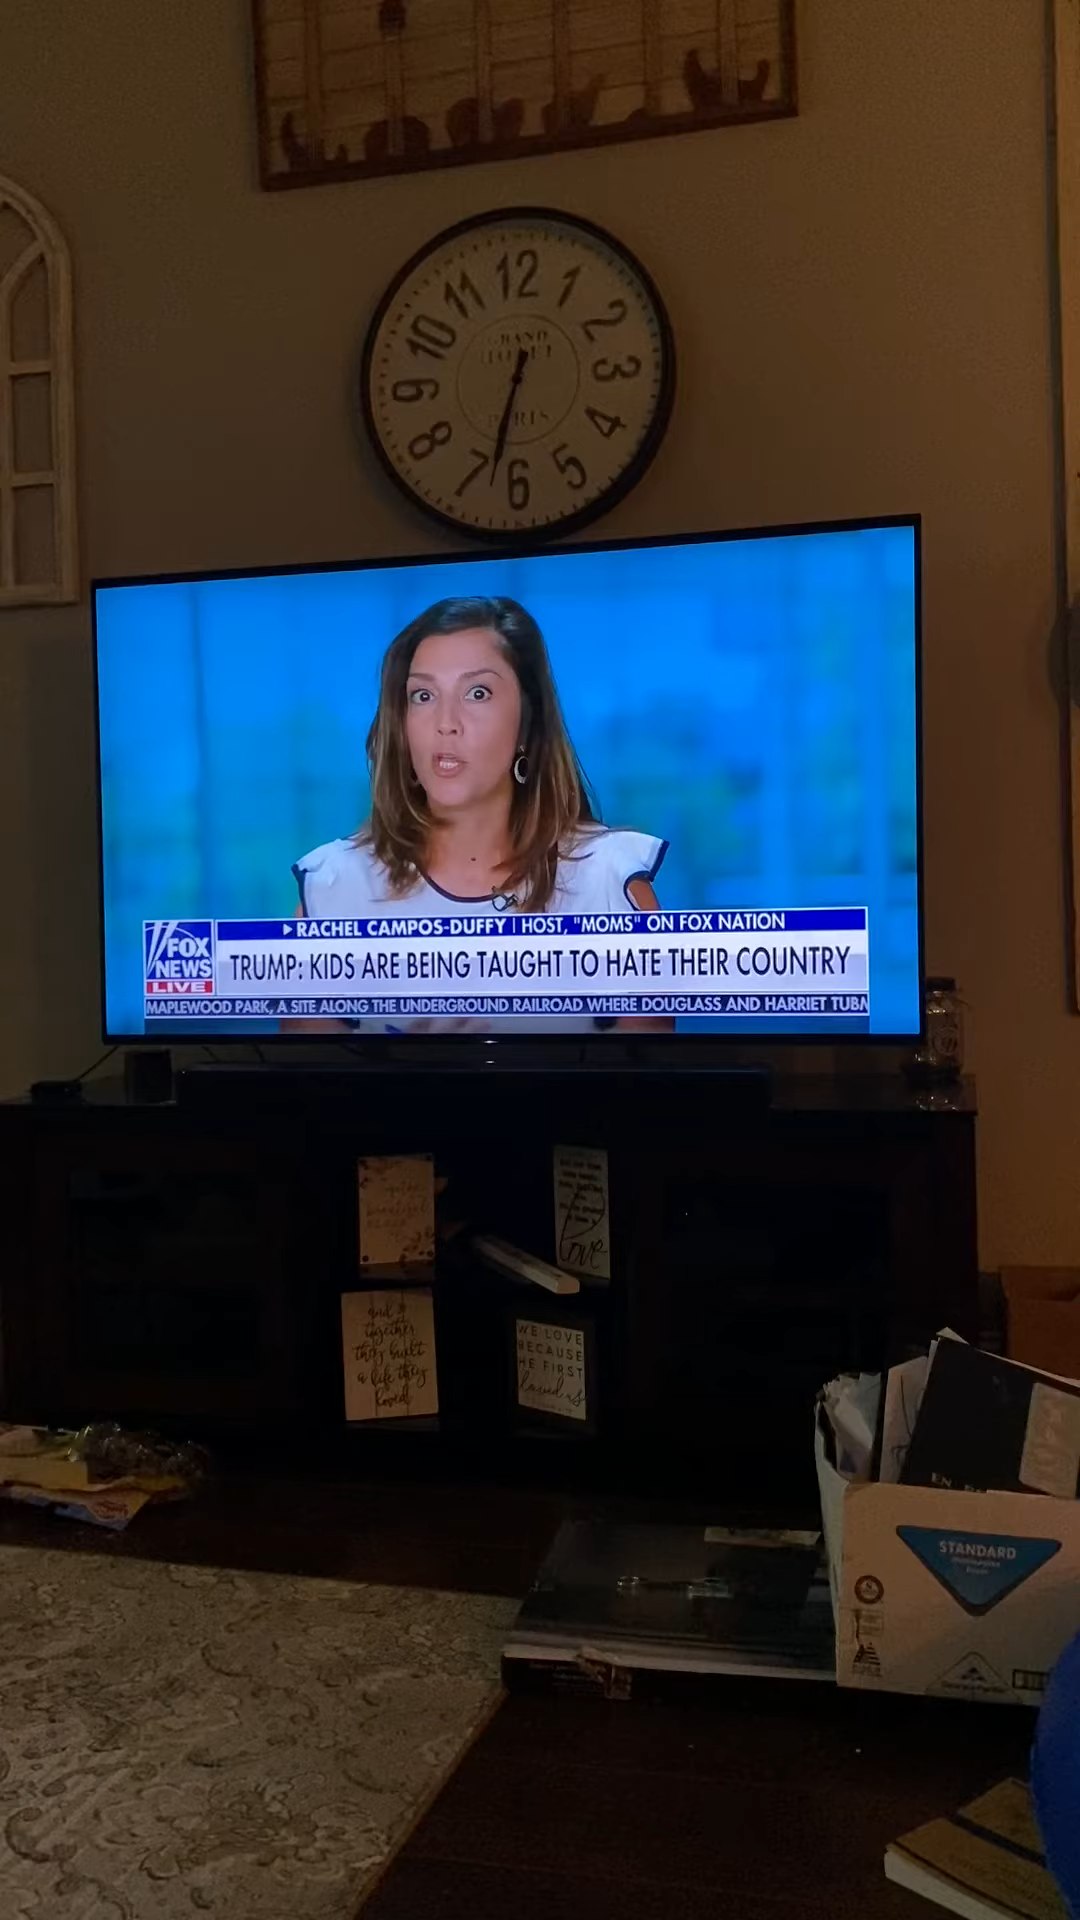 12
1
2
3
4
5
6
7
8
9
10
11
GRAND
PARIS
RACHEL CAMPOS-DUFFY | HOST, "MOMS" ON FOX NATION
FOX
NEWS
LIVE
TRUMP: KIDS ARE BEING TAUGHT TO HATE THEIR COUNTRY
MAPLEWOOD PARK, A SITE ALONG THE UNDERGROUND RAILROAD WHERE DOUGLASS AND HARRIET TUBM
love
and so
together
they built
a life they
loved
WE LOVE
BECAUSE
HE FIRST
loved us
STANDARD